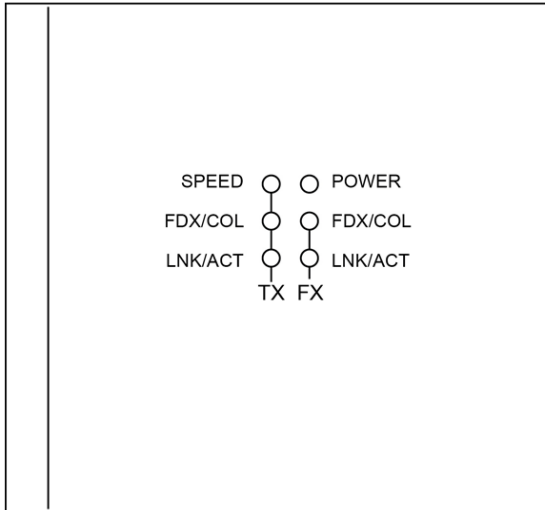 SPEED POWER
FDX/COL FDX/COL
LNK/ACT LNK/ACT
TX FX